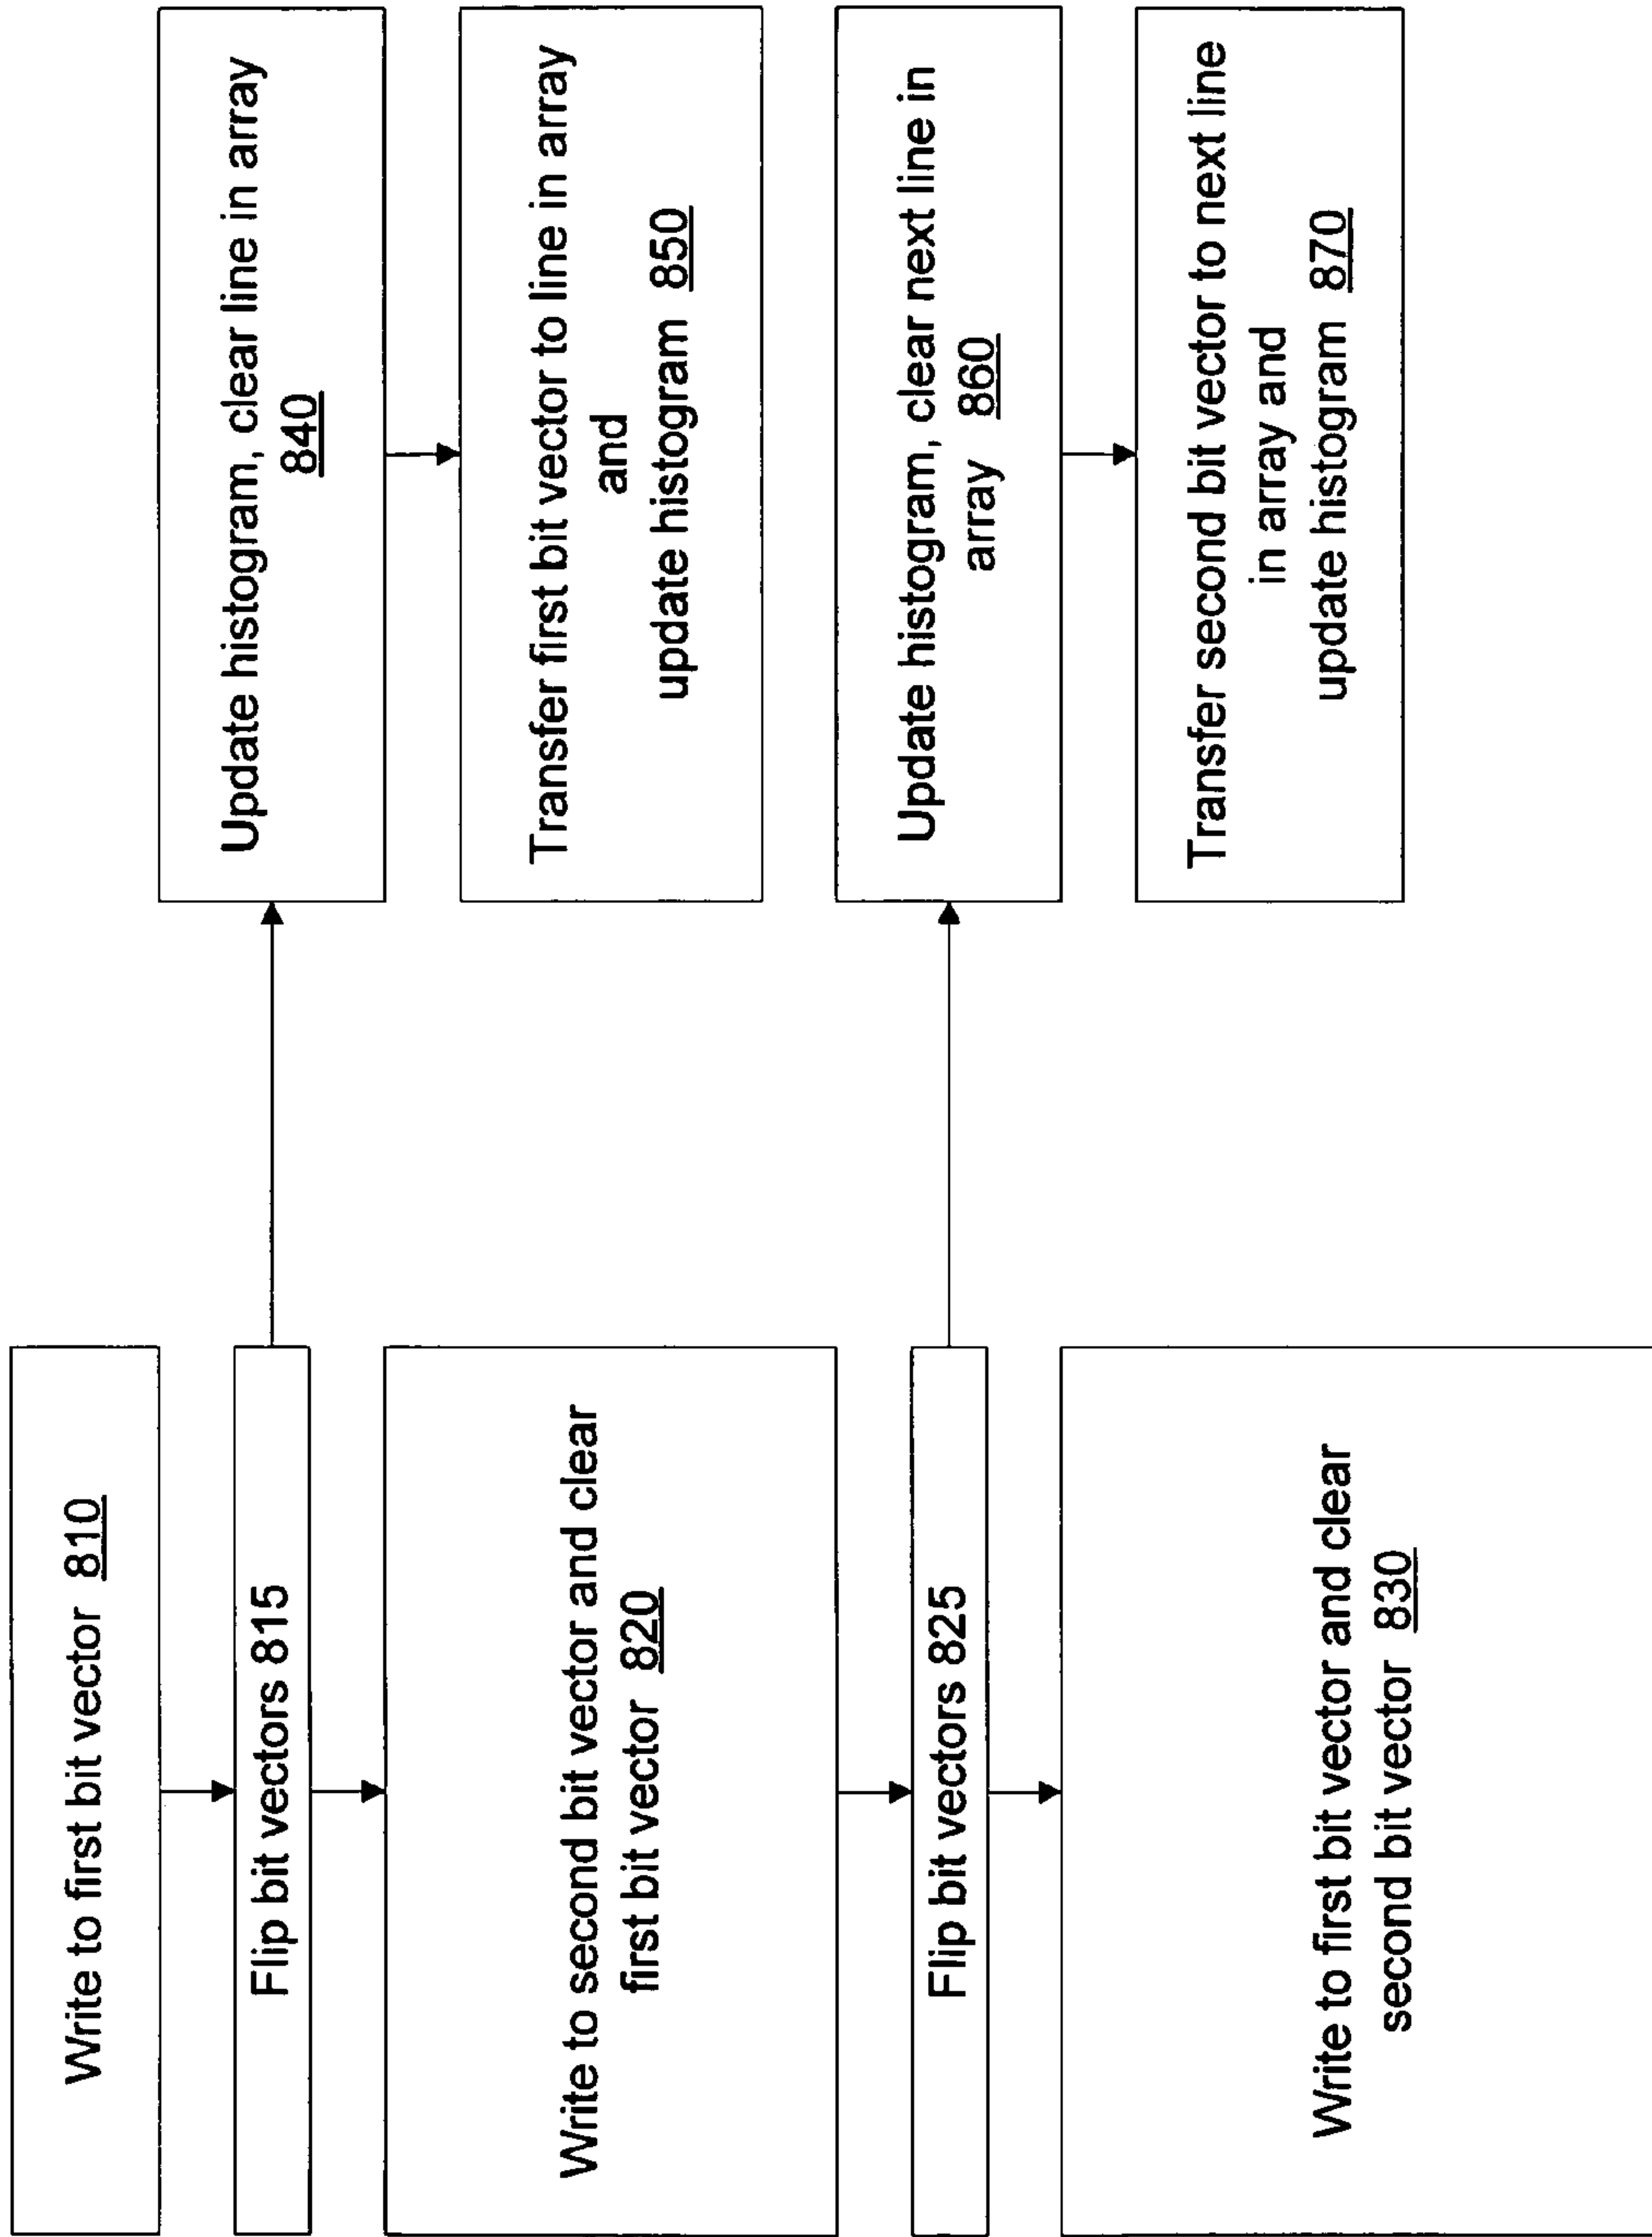 Write to first bit vector 810
Flip bit vectors 815
Write to second bit vector and clear
first bit vector 820
Flip bit vectors 825
Write to first bit vector and clear
second bit vector 830
Update histogram, clear line in array
840
Transfer first bit vector to line in array
and
update histogram 850
Update histogram, clear next line in
array 860
Transfer second bit vector to next line
in array and
update histogram 870